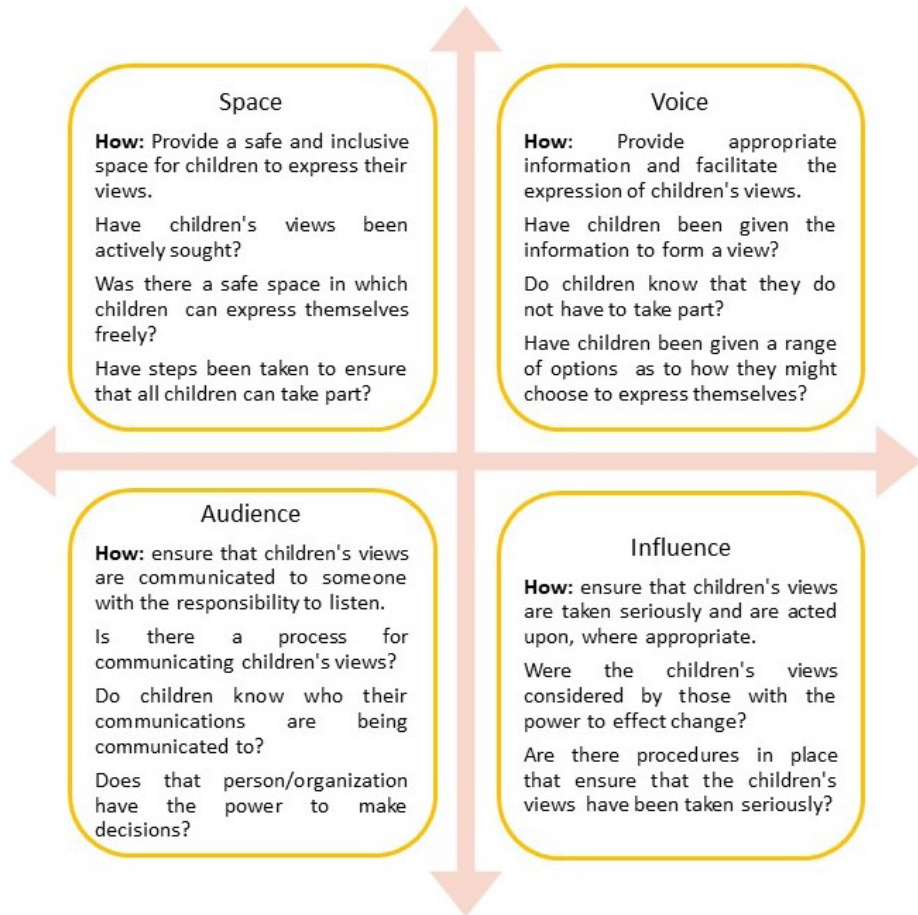 Space
How: Provide a safe and inclusive
space for children to express their
views.
Have children's views been
actively sought?
Was there a safe space in which
children can express themselves
freely?
Have steps been taken to ensure
that all children can take part?
Voice
How: Provide appropriate
information and facilitate the
expression of children's views.
Have children been given the
information to form a view?
Do children know that they do
not have to take part?
Have children been given a range
of options as to how they might
choose to express themselves?
Audience
How: ensure that children's views
are communicated to someone
with the responsibility to listen.
Is there a process for
communicating children's views?
Do children know who their
communications are being
communicated to?
Does that person/organization
have the power to make
decisions?
Influence
How: ensure that children's views
are taken seriously and are acted
upon, where appropriate.
Were the children's views
considered by those with the
power to effect change?
Are there procedures in place
that ensure that the children's
views have been taken seriously?